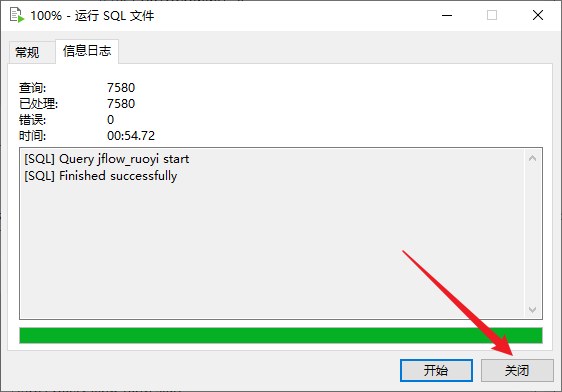 100% - 运行 SQL 文件
常规 信息日志
查询: 7580
已处理: 7580
错误: 0
时间: 00:54.72
[SQL] Query jflow_ruoyi start
[SQL] Finished successfully
开始 关闭